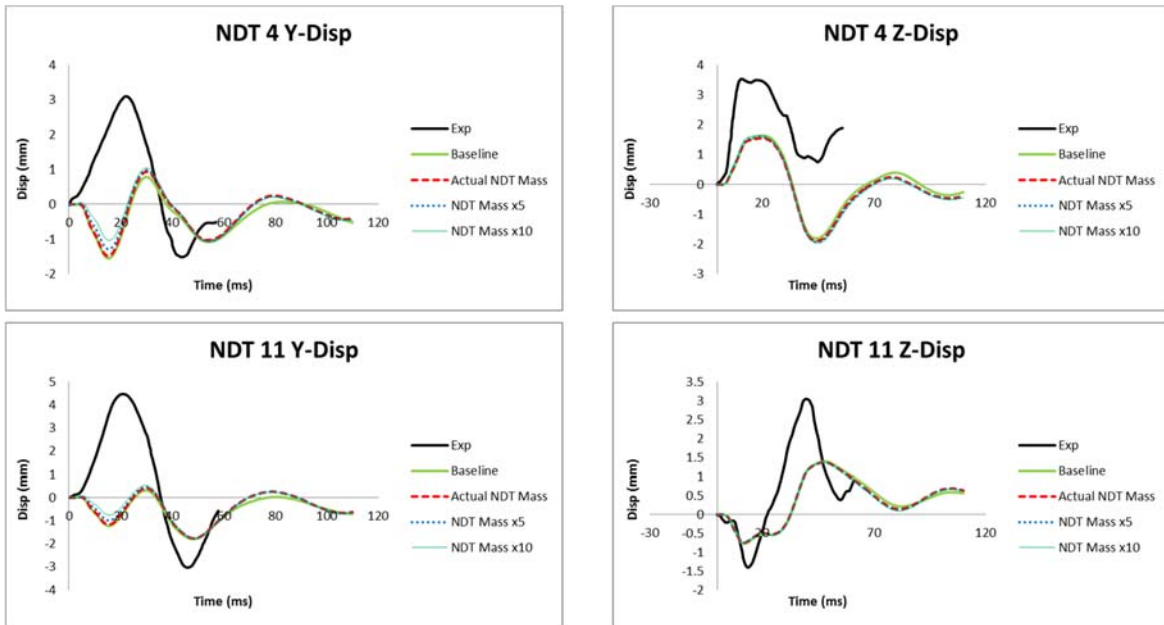 NDT 4 Y-Disp
4
3
2
1
0
-1
-2
0
20
40
60
80
100
120
Disp (mm)
Time (ms)
Exp
Baseline
Actual NDT Mass
NDT Mass x5
NDT Mass x10
NDT 4 Z-Disp
4
3
2
1
0
-1
-2
-3
-30
20
70
120
Disp (mm)
Time (ms)
Exp
Baseline
Actual NDT Mass
NDT Mass x5
NDT Mass x10
NDT 11 Y-Disp
5
4
3
2
1
0
-1
-2
-3
-4
0
20
40
60
80
100
120
Disp (mm)
Time (ms)
Exp
Baseline
Actual NDT Mass
NDT Mass x5
NDT Mass x10
NDT 11 Z-Disp
3.5
3
2.5
2
1.5
1
0.5
0
-0.5
-1
-1.5
-2
-30
20
70
120
Disp (mm)
Time (ms)
Exp
Baseline
Actual NDT Mass
NDT Mass x5
NDT Mass x10